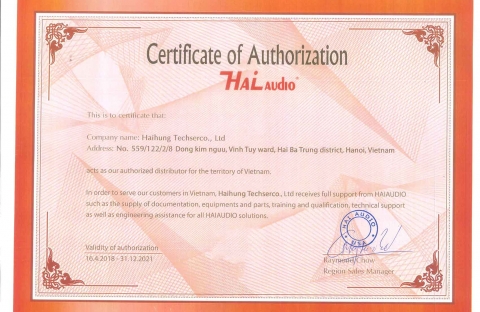 Certificate of Authorization
HAL AUDIO
This is to certificate that:
Company name: Haihung Techserco., Ltd
Address: No. 559/122/2/8 Dong kim nguu, Vinh Tuy ward, Hai Ba Trung district, Hanoi, Vietnam
acts as our authorized distributor for the territory of Vietnam.
In order to serve our customers in Vietnam, Haihung Techserco., Ltd receives full support from HAIAUDIO
such as the supply of documentation, equipments and parts, training and qualification, technical support
as well as engineering assistance for all HAIAUDIO solutions.
HAL AUDIO
USA
Validity of authorization
16.4.2018 - 31.12.2021
Raymond Chow
Region Sales Manager